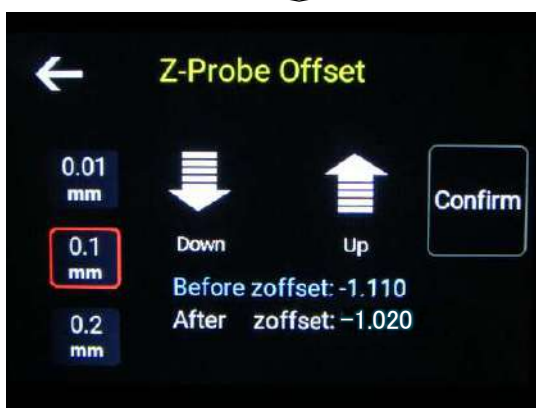 Z-Probe Offset
0.01
mm
0.1
mm
0.2
mm
Down
Up
Confirm
Before zoffset: -1.110
After zoffset: −1.020